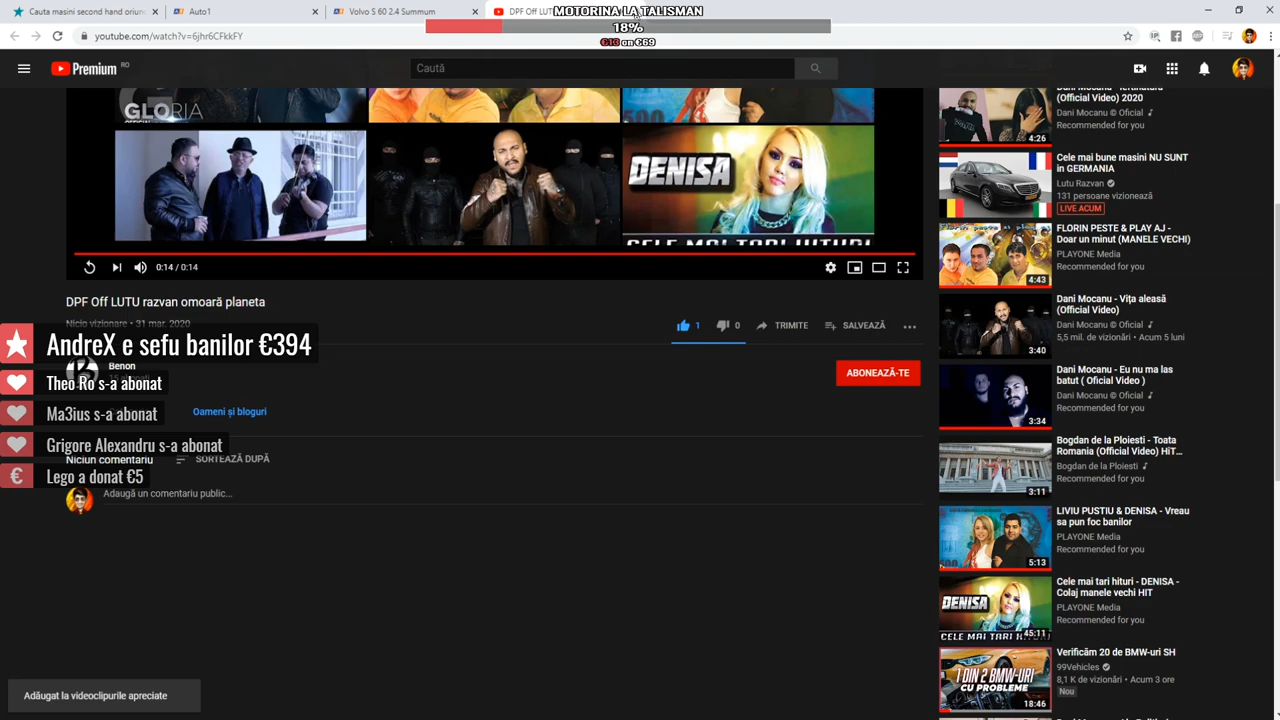 Cauta masini second hand oriun
Auto1
Volvo S 60 2.4 Summum
DPF Off LUTU
MOTORINA LA TALISMAN
18%
€13 on €69
youtube.com/watch?v=6jhr6CFkkFY
Premium RO
Caută
GLORIA
DENISA
CELE MAI TARI HITURI
0:14 / 0:14
DPF Off LUTU razvan omoară planeta
Nicio vizionare • 31 mar. 2020
1
0
TRIMITE
SALVEAZĂ
AndreX e sefu banilor €394
Benon
ABONEAZĂ-TE
Theo Ro s-a abonat
Ma3ius s-a abonat
Oameni și bloguri
Grigore Alexandru s-a abonat
Niciun comentariu
SORTEAZĂ DUPĂ
Lego a donat €5
Adaugă un comentariu public...
Adăugat la videoclipurile apreciate
(Official Video) 2020
Dani Mocanu © Official
Recommended for you
4:26
Cele mai bune masini NU SUNT
in GERMANIA
Lutu Razvan
131 persoane vizionează
LIVE ACUM
FLORIN PESTE & PLAY AJ -
Doar un minut (MANELE VECHI)
PLAYONE Media
Recommended for you
4:43
Dani Mocanu - Vița aleasă
(Official Video)
Dani Mocanu © Official
5,5 mil. de vizionări • Acum 5 luni
3:40
Dani Mocanu - Eu nu ma las
batut ( Oficial Video )
Dani Mocanu © Official
Recommended for you
3:34
Bogdan de la Ploiesti - Toata
Romania (Official Video) HiT...
Bogdan de la Ploiesti
Recommended for you
3:11
LIVIU PUSTIU & DENISA - Vreau
sa pun foc banilor
PLAYONE Media
Recommended for you
5:13
Cele mai tari hituri - DENISA -
Colaj manele vechi HIT
PLAYONE Media
Recommended for you
DENISA
CELE MAI TARI HITURI
45:11
Verificăm 20 de BMW-uri SH
99Vehicles
8,1 K de vizionări • Acum 3 ore
Nou
1 DIN 2 BMW-URI
CU PROBLEME
18:46